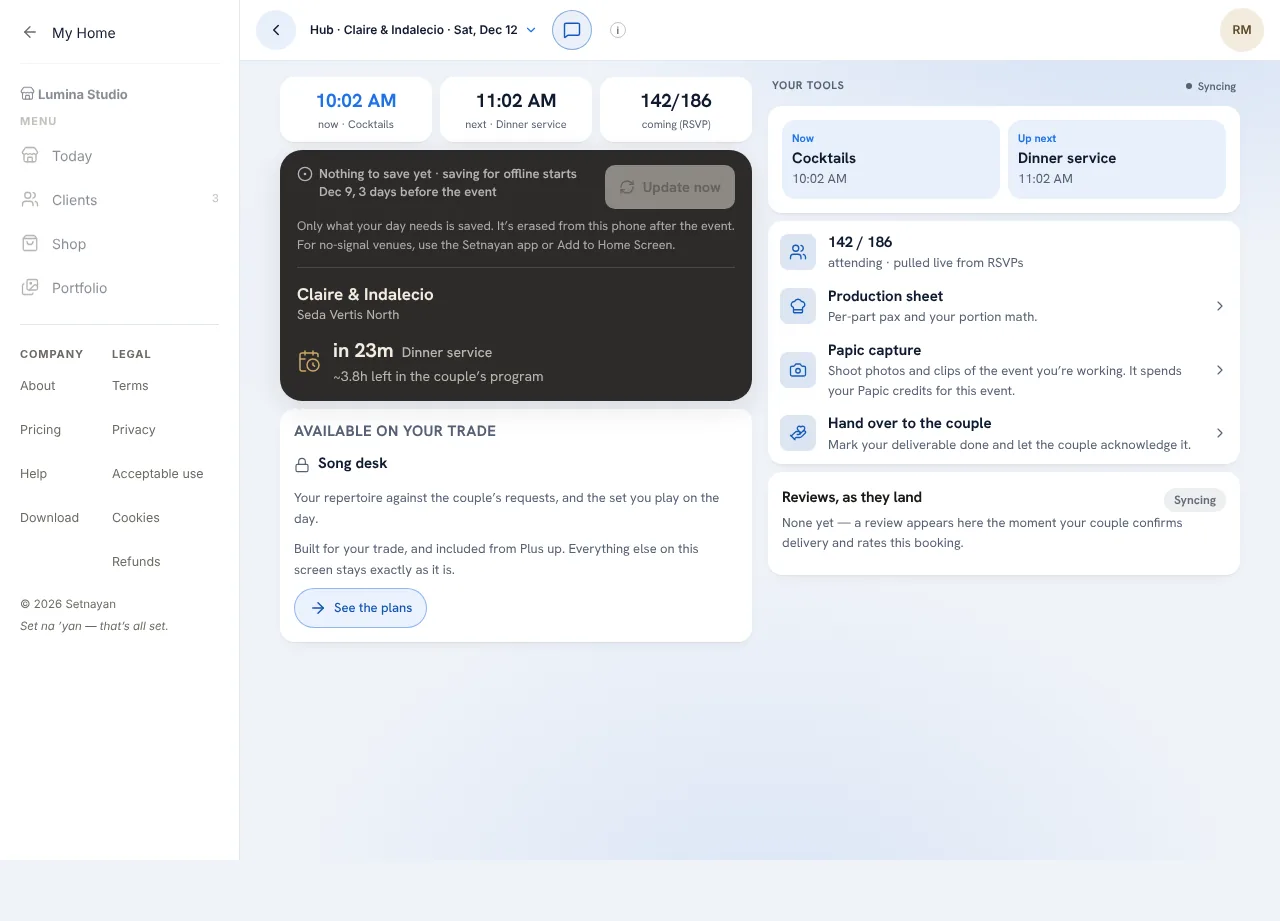 My Home
Lumina Studio
MENU
Today
Clients 3
Shop
Portfolio
COMPANY
About
Pricing
Help
Download
LEGAL
Terms
Privacy
Acceptable use
Cookies
Refunds
© 2026 Setnayan
Set na ’yan — that’s all set.
Hub · Claire & Indalecio · Sat, Dec 12
RM
10:02 AM
now · Cocktails
11:02 AM
next · Dinner service
142/186
coming (RSVP)
Nothing to save yet · saving for offline starts
Dec 9, 3 days before the event
Update now
Only what your day needs is saved. It’s erased from this phone after the event.
For no-signal venues, use the Setnayan app or Add to Home Screen.
Claire & Indalecio
Seda Vertis North
in 23m Dinner service
~3.8h left in the couple’s program
AVAILABLE ON YOUR TRADE
Song desk
Your repertoire against the couple’s requests, and the set you play on the
day.
Built for your trade, and included from Plus up. Everything else on this
screen stays exactly as it is.
See the plans
YOUR TOOLS
Syncing
Now
Cocktails
10:02 AM
Up next
Dinner service
11:02 AM
142 / 186
attending · pulled live from RSVPs
Production sheet
Per-part pax and your portion math.
Papic capture
Shoot photos and clips of the event you’re working. It spends
your Papic credits for this event.
Hand over to the couple
Mark your deliverable done and let the couple acknowledge it.
Reviews, as they land
Syncing
None yet — a review appears here the moment your couple confirms
delivery and rates this booking.